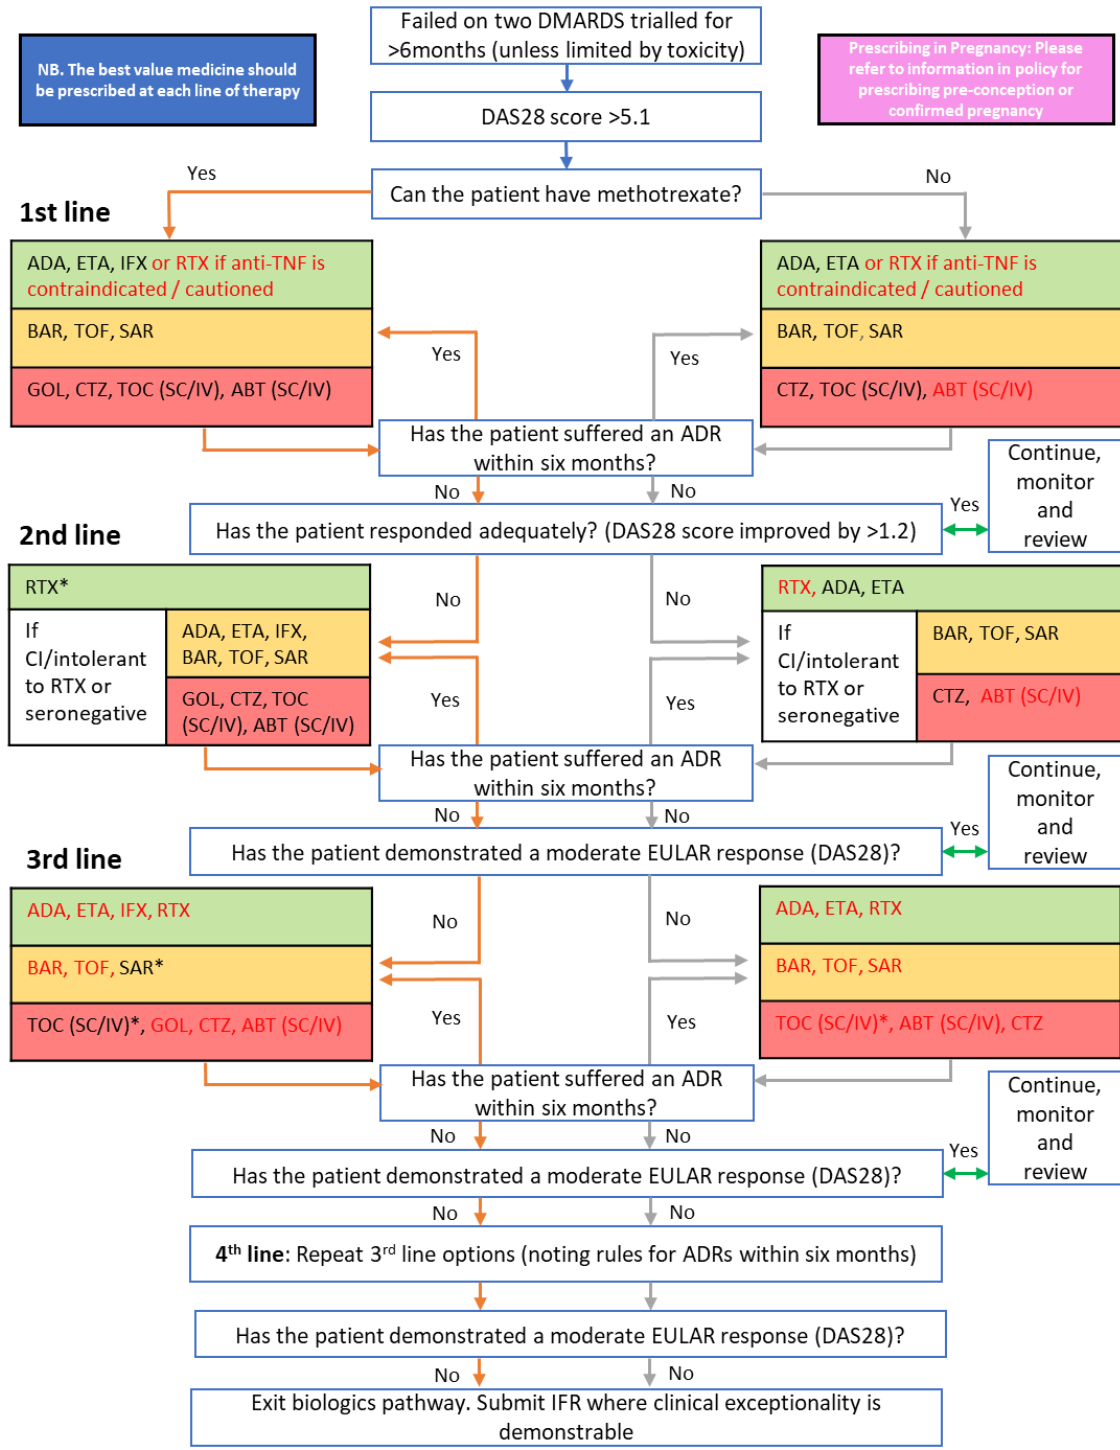 Failed on two DMARDS trialled for
>6months (unless limited by toxicity)
NB. The best value medicine should
be prescribed at each line of therapy
Prescribing in Pregnancy: Please
refer to information in policy for
prescribing pre-conception or
confirmed pregnancy
DAS28 score >5.1
Can the patient have methotrexate?
Yes
No
1st line
ADA, ETA, IFX or RTX if anti-TNF is
contraindicated / cautioned
BAR, TOF, SAR
GOL, CTZ, TOC (SC/IV), ABT (SC/IV)
ADA, ETA or RTX if anti-TNF is
contraindicated / cautioned
BAR, TOF, SAR
CTZ, TOC (SC/IV), ABT (SC/IV)
Yes
Yes
Has the patient suffered an ADR
within six months?
No
No
Has the patient responded adequately? (DAS28 score improved by >1.2)
Yes
Continue,
monitor
and
review
2nd line
RTX*
If
CI/intolerant
to RTX or
seronegative
ADA, ETA, IFX,
BAR, TOF, SAR
GOL, CTZ, TOC
(SC/IV), ABT (SC/IV)
No
No
RTX, ADA, ETA
If
CI/intolerant
to RTX or
seronegative
BAR, TOF, SAR
CTZ, ABT (SC/IV)
Yes
Yes
Has the patient suffered an ADR
within six months?
No
No
Has the patient demonstrated a moderate EULAR response (DAS28)?
Yes
Continue,
monitor
and
review
3rd line
ADA, ETA, IFX, RTX
BAR, TOF, SAR*
TOC (SC/IV)*, GOL, CTZ, ABT (SC/IV)
No
No
ADA, ETA, RTX
BAR, TOF, SAR
TOC (SC/IV)*, ABT (SC/IV), CTZ
Yes
Yes
Has the patient suffered an ADR
within six months?
No
No
Has the patient demonstrated a moderate EULAR response (DAS28)?
Yes
Continue,
monitor
and
review
No
No
4th line: Repeat 3rd line options (noting rules for ADRs within six months)
Has the patient demonstrated a moderate EULAR response (DAS28)?
No
No
Exit biologics pathway. Submit IFR where clinical exceptionality is
demonstrable